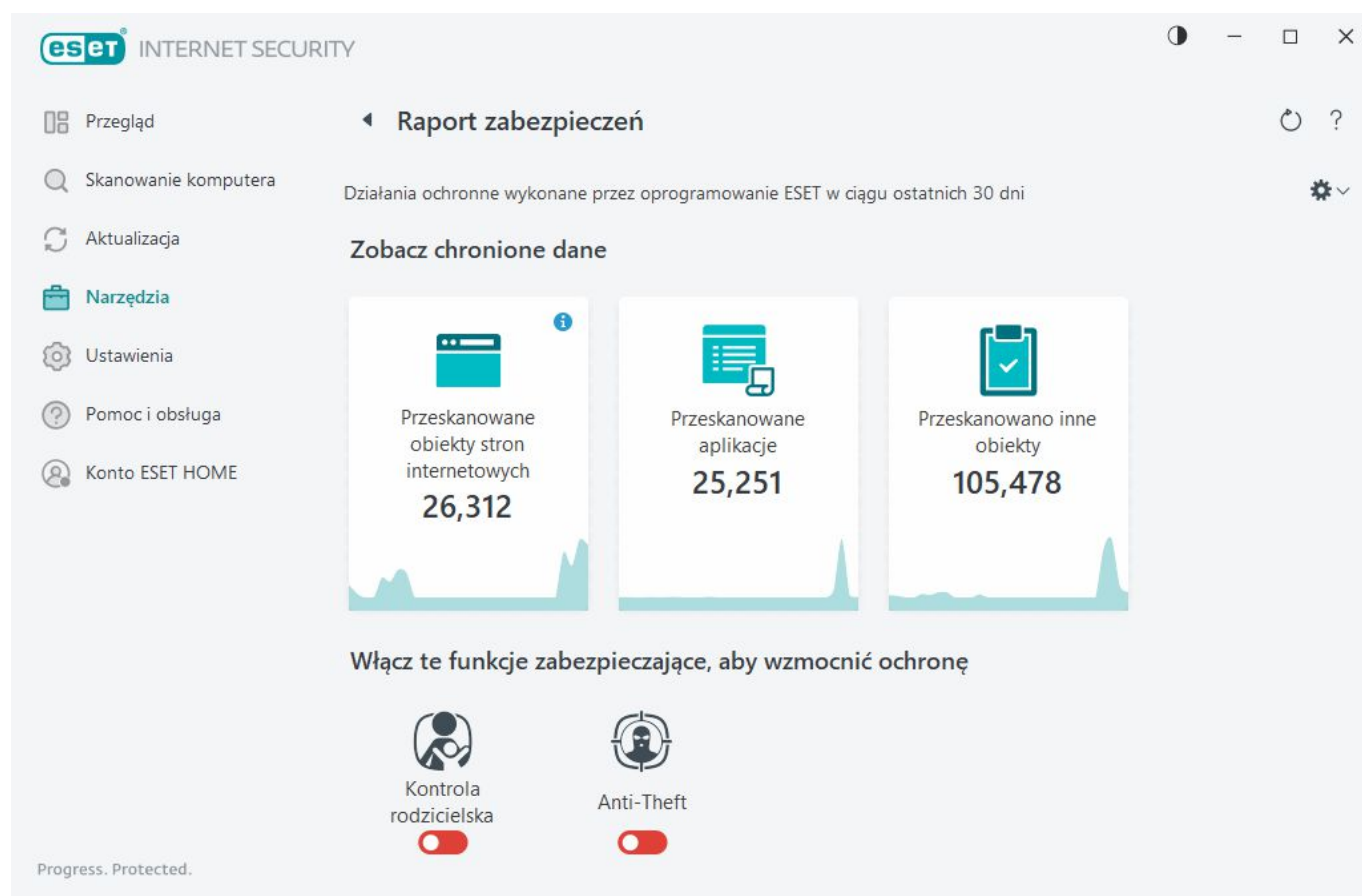 eset® INTERNET SECURITY
Przegląd
Skanowanie komputera
Aktualizacja
Narzędzia
Ustawienia
Pomoc i obsługa
Konto ESET HOME
Raport zabezpieczeń
?
Działania ochronne wykonane przez oprogramowanie ESET w ciągu ostatnich 30 dni
Zobacz chronione dane
Przeskanowane
obiekty stron
internetowych
26,312
Przeskanowane
aplikacje
25,251
Przeskanowano inne
obiekty
105,478
Włącz te funkcje zabezpieczające, aby wzmocnić ochronę
Kontrola
rodzicielska
Anti-Theft
Progress. Protected.